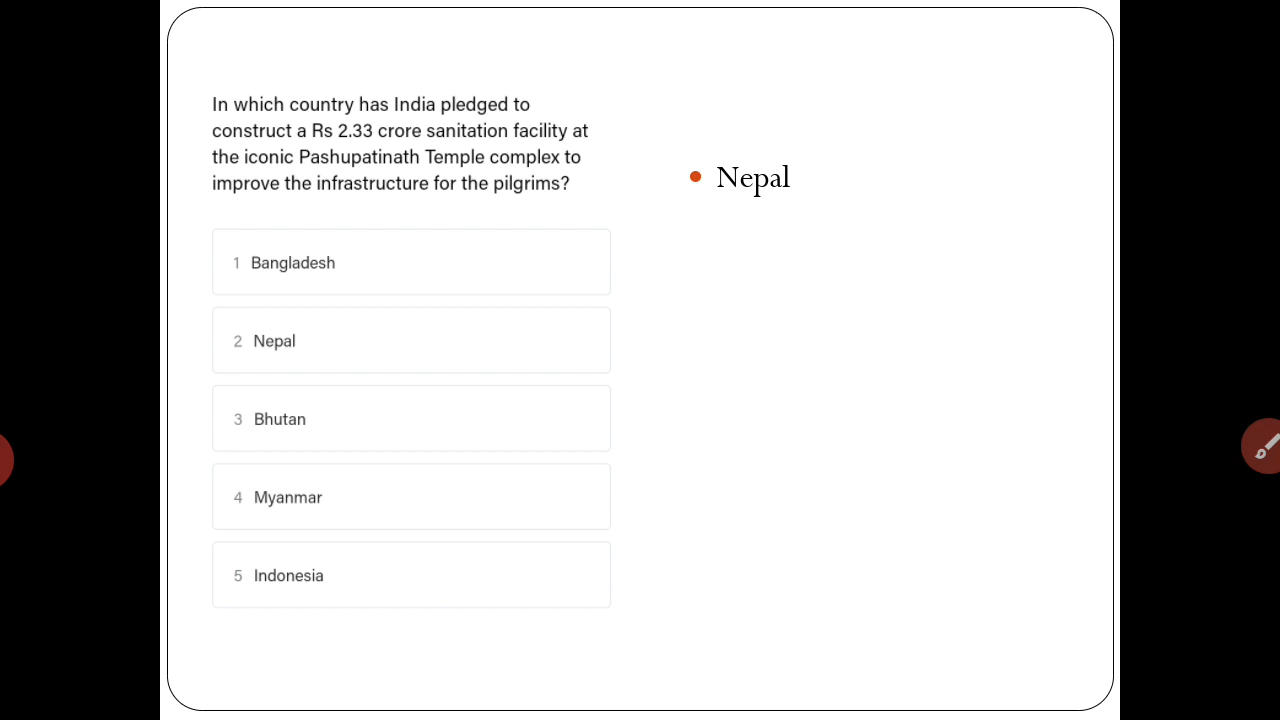 In which country has India pledged to
construct a Rs 2.33 crore sanitation facility at
the iconic Pashupatinath Temple complex to
improve the infrastructure for the pilgrims?
1 Bangladesh
2 Nepal
3 Bhutan
4 Myanmar
5 Indonesia
• Nepal